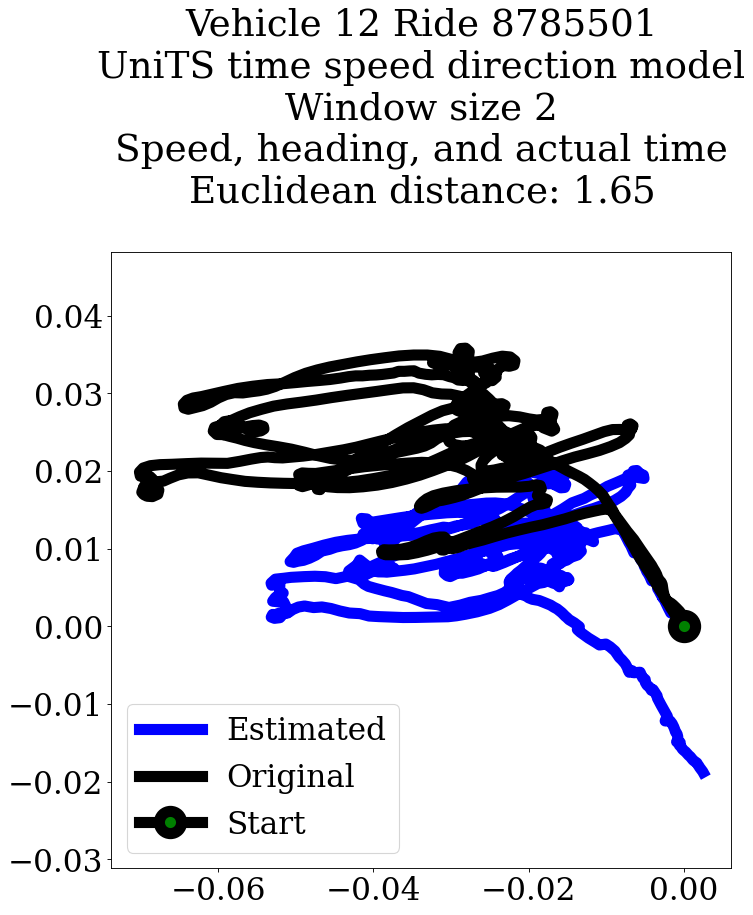 Vehicle 12 Ride 8785501
UniTS time speed direction model
Window size 2
Speed, heading, and actual time
Euclidean distance: 1.65
0.04
0.03
0.02
0.01
0.00
−0.01
−0.02
−0.03
Estimated
Original
Start
−0.06 −0.04 −0.02 0.00